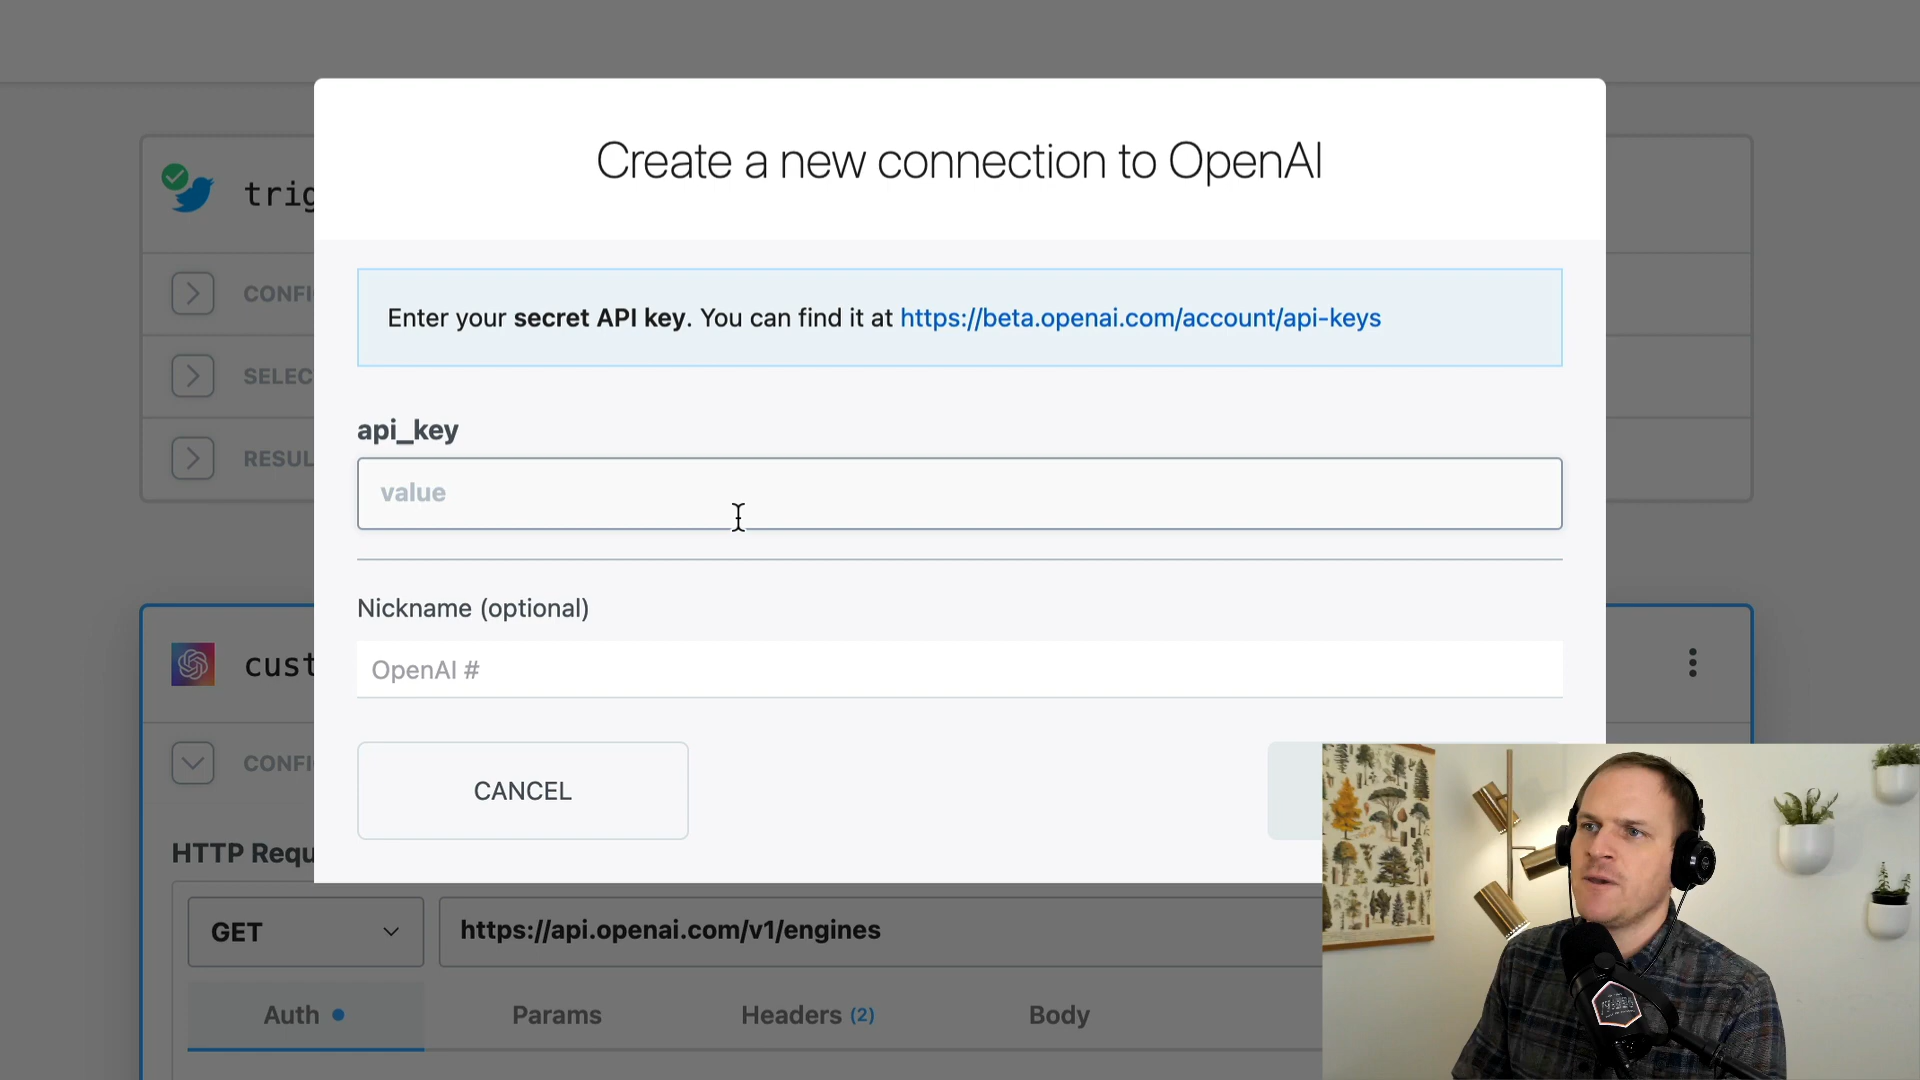 Create a new connection to OpenAI
Enter your secret API key. You can find it at https://beta.openai.com/account/api-keys
api_key
value
Nickname (optional)
OpenAI #
CANCEL
trig
CONFI
SELEC
RESUL
cust
CONFI
HTTP Requ
GET
https://api.openai.com/v1/engines
Auth
Params
Headers (2)
Body